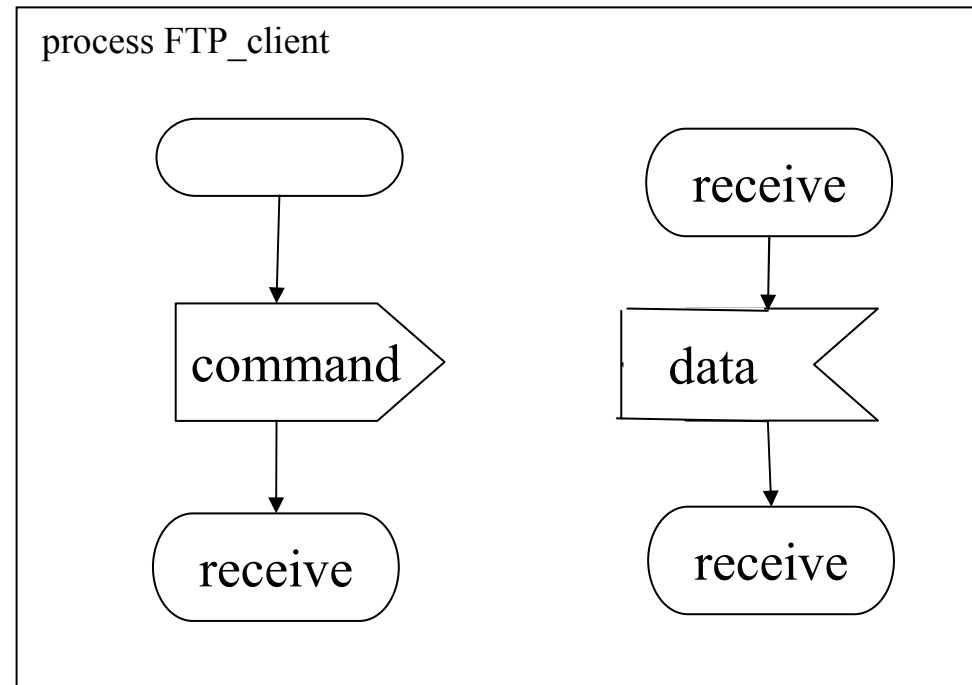 process FTP_client
command
receive
receive
data
receive